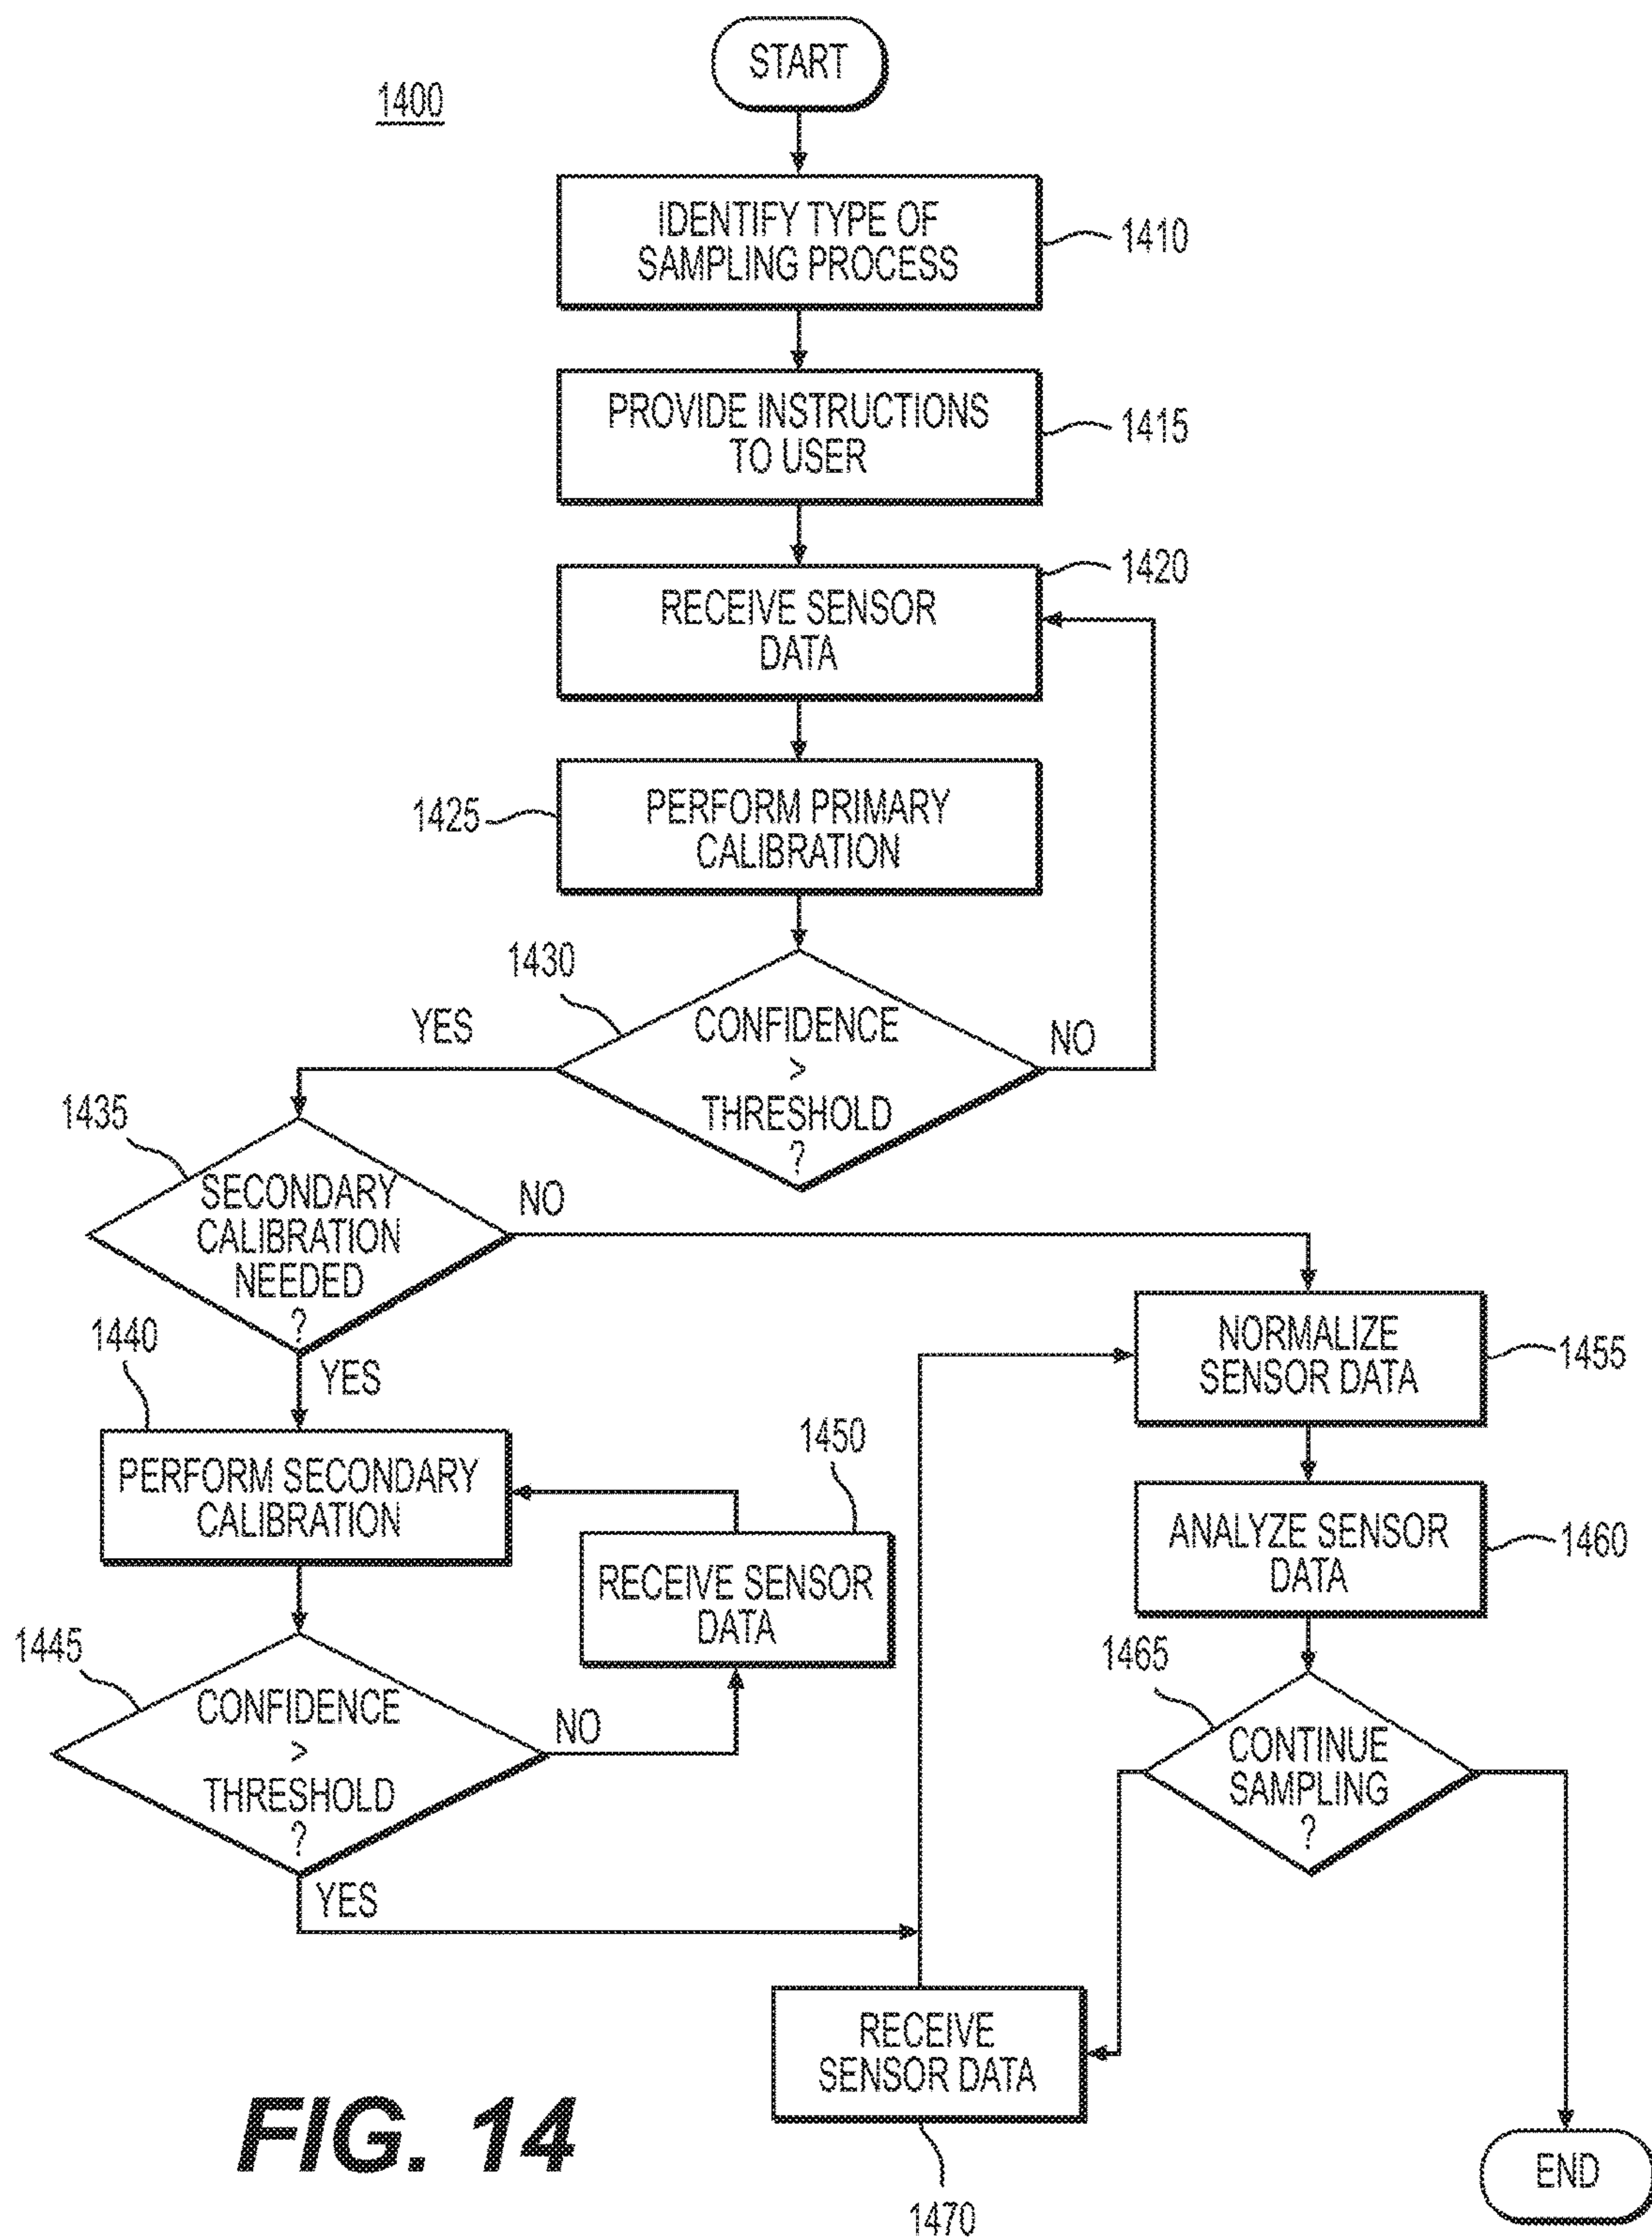 START
1400
IDENTIFY TYPE OF
SAMPLING PROCESS
1410
PROVIDE INSTRUCTIONS
TO USER
1415
1420
RECEIVE SENSOR
DATA
1425
PERFORM PRIMARY
CALIBRATION
1430
YES
CONFIDENCE
>
THRESHOLD
?
NO
1435
SECONDARY
CALIBRATION
NEEDED
?
NO
YES
NORMALIZE
SENSOR DATA
1455
1440
PERFORM SECONDARY
CALIBRATION
1450
RECEIVE SENSOR
DATA
ANALYZE SENSOR
DATA
1460
1445
CONFIDENCE
>
THRESHOLD
?
NO
YES
1465
CONTINUE
SAMPLING
?
RECEIVE
SENSOR DATA
1470
END
FIG. 14